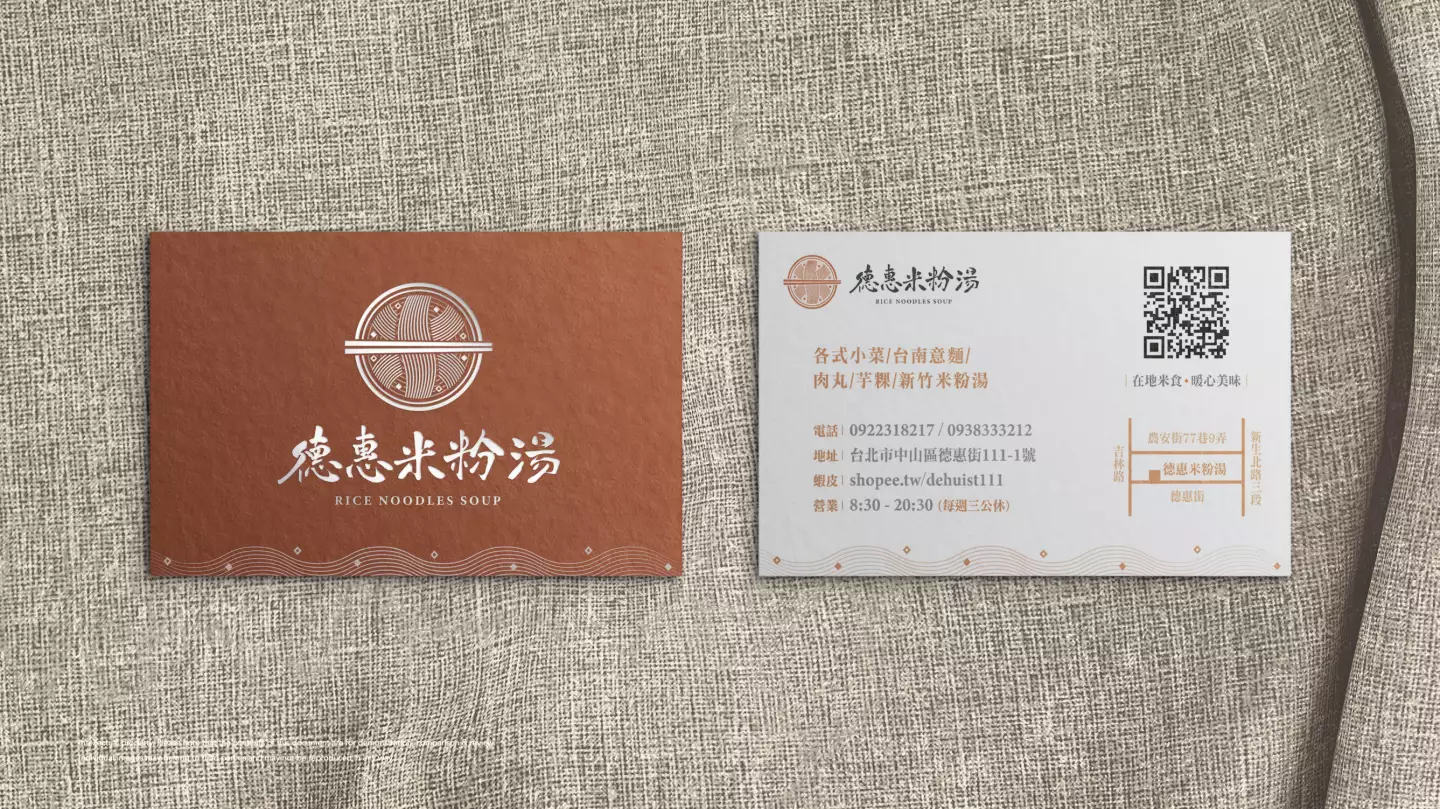 德惠米粉湯
RICE NOODLES SOUP
德惠米粉湯
RICE NOODLES SOUP
各式小菜/台南意麵/
肉丸/芋粿/新竹米粉湯
電話 0922318217 / 0938333212
地址 台北市中山區德惠街111-1號
蝦皮 shopee.tw/dehuist111
營業 8:30 - 20:30 (每週三公休)
在地米食・暖心美味
農安街77巷9弄
吉林路
德惠米粉湯
德惠街
新生北路三段